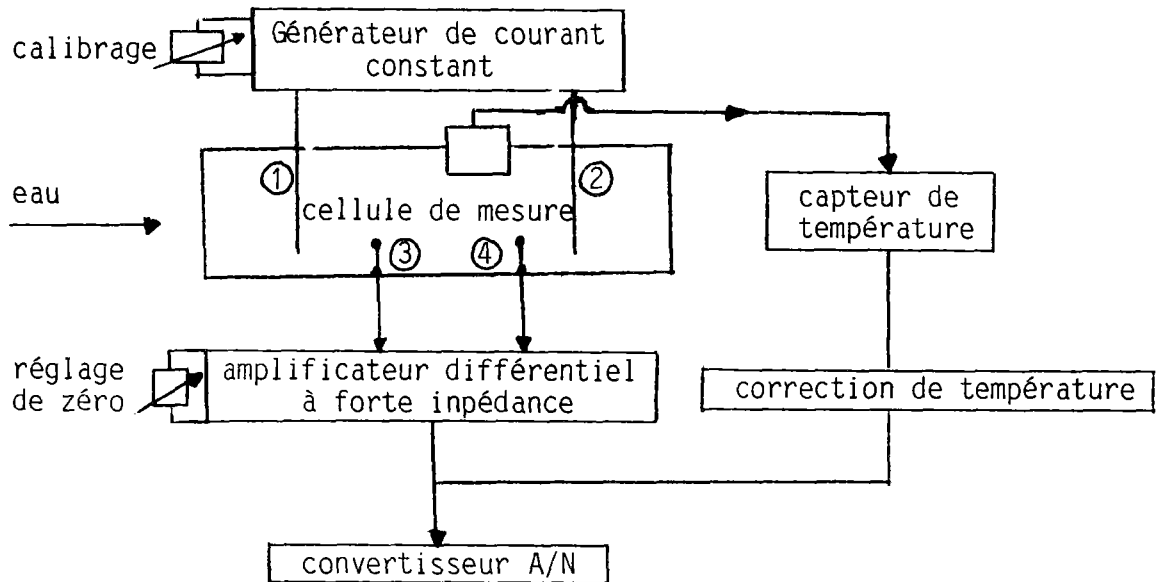 Générateur de courant
constant
calibrage
①
②
eau
cellule de mesure
capteur de
température
③
④
réglage
de zéro
amplificateur différentiel
à forte inpédance
correction de température
convertisseur A/N